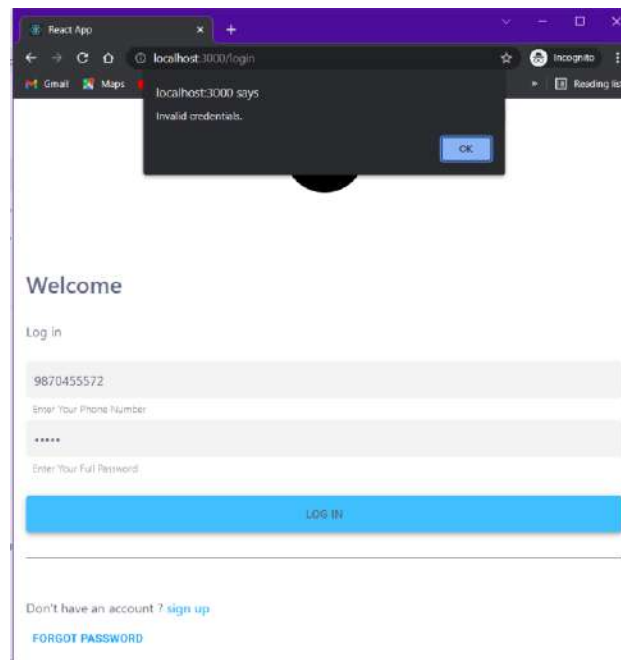 React App
localhost:3000/login
Incognito
Gmail Maps
Reading list
localhost:3000 says
Invalid credentials.
OK
Welcome
Log in
9870455572
Enter Your Phone Number
•••••
Enter Your Full Password
LOG IN
Don't have an account ? sign up
FORGOT PASSWORD